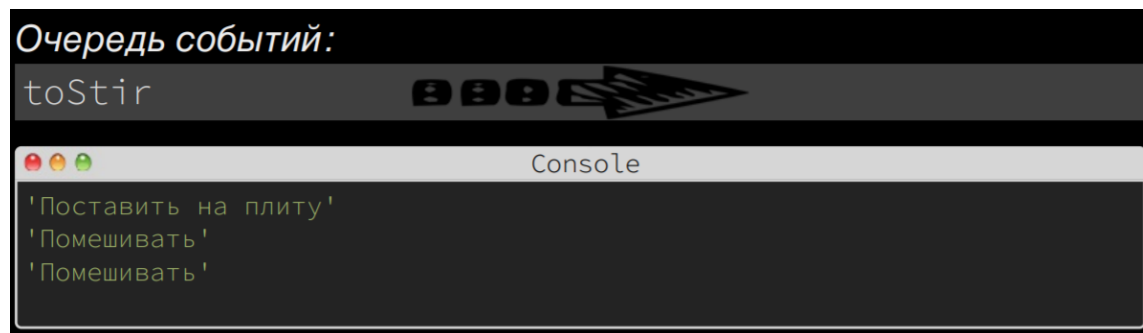 Очередь событий:
toStir
Console
'Поставить на плиту'
'Помешивать'
'Помешивать'